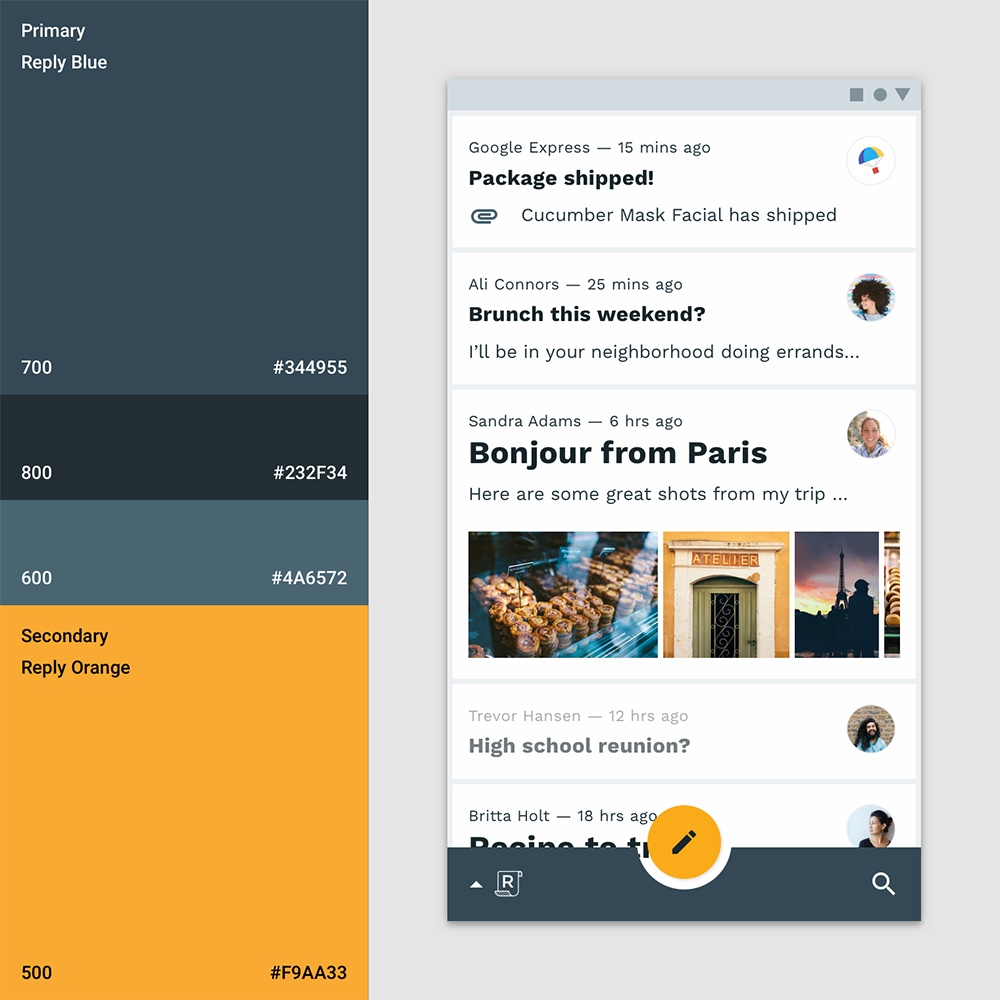 Primary
Reply Blue
700 #344955
800 #232F34
600 #4A6572
Secondary
Reply Orange
500 #F9AA33
Google Express — 15 mins ago
Package shipped!
Cucumber Mask Facial has shipped
Ali Connors — 25 mins ago
Brunch this weekend?
I’ll be in your neighborhood doing errands...
Sandra Adams — 6 hrs ago
Bonjour from Paris
Here are some great shots from my trip ...
ATELIER
Trevor Hansen — 12 hrs ago
High school reunion?
Britta Holt — 18 hrs ago
Recipe to
R